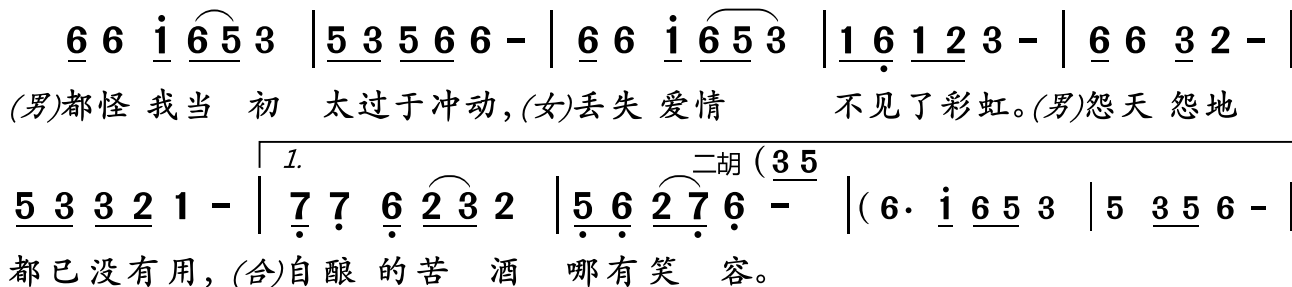 6 6 i 6 5 3 | 5 3 5 6 6 – | 6 6 i 6 5 3 | 1 6 1 2 3 – | 6 6 3 2 – |
(男)都怪 我当 初 太过于冲动,(女)丢失 爱情 不见了彩虹。(男)怨天 怨地
1. 二胡 (3 5
5 3 3 2 1 – | 7 7 6 2 3 2 | 5 6 2 7 6 – | (6· i 6 5 3 | 5 3 5 6 – |
都已没有用,(合)自酿 的苦 酒 哪有笑 容。